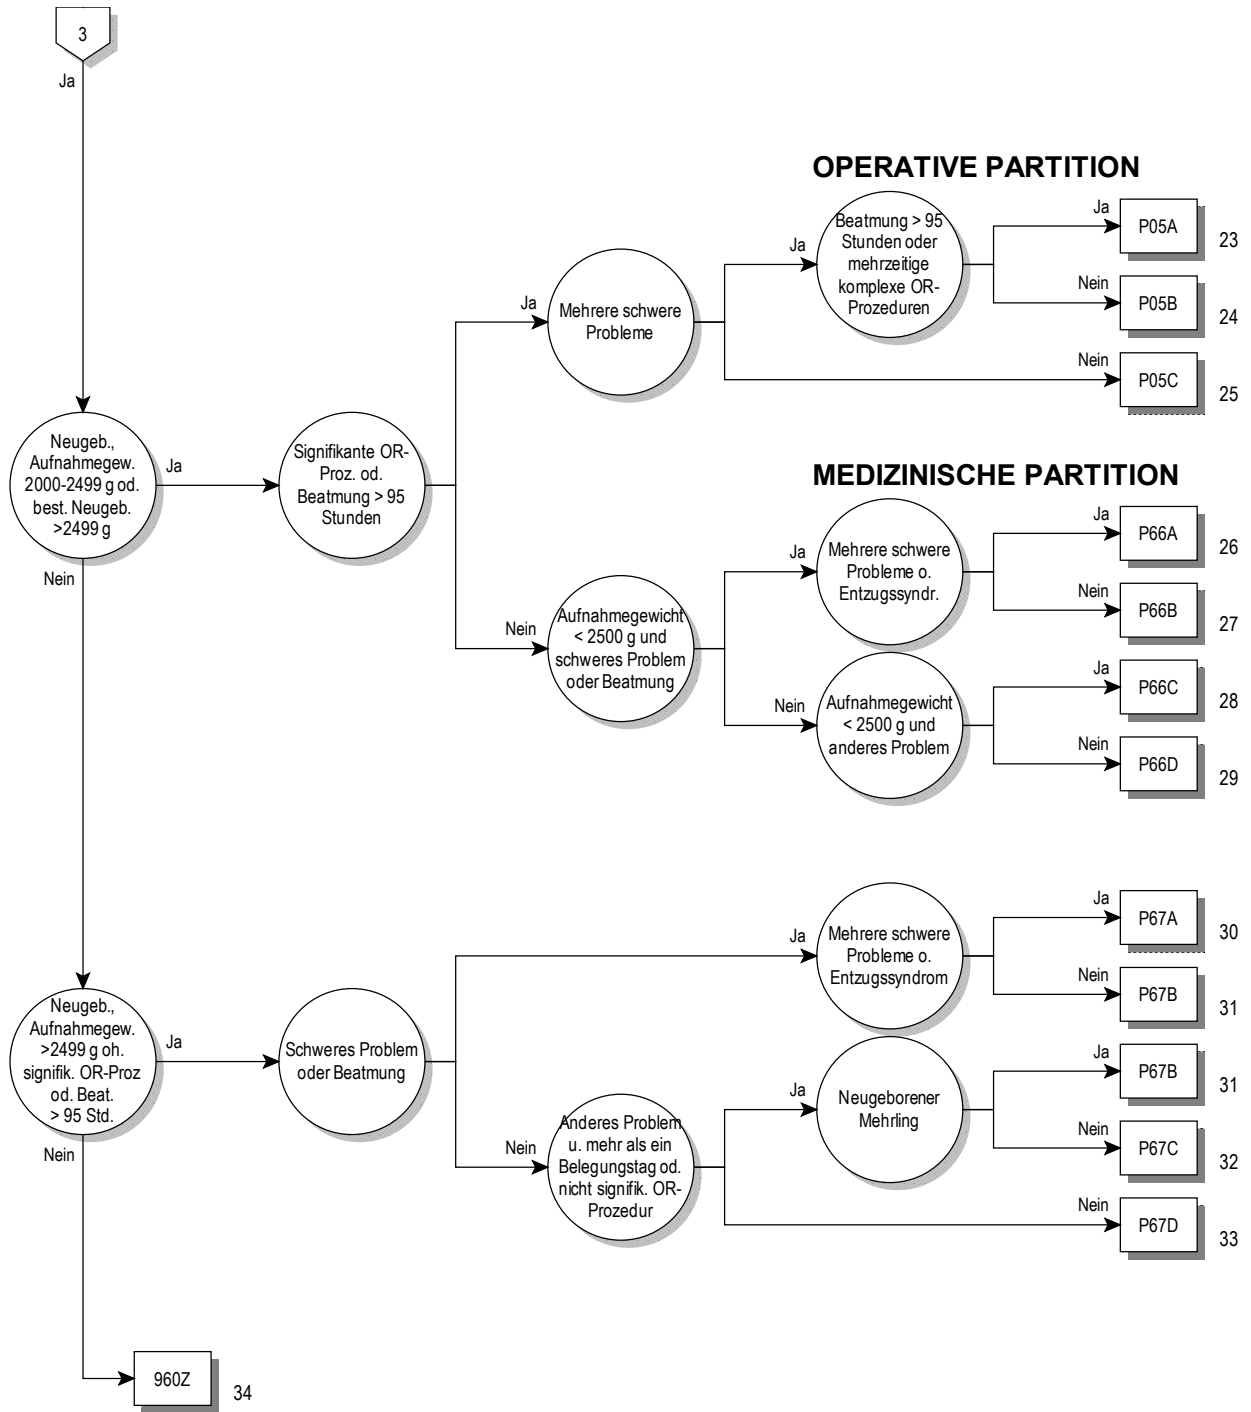 3
Ja
OPERATIVE PARTITION
Beatmung > 95
Stunden oder
mehrzeitige
komplexe OR-
Prozeduren
Ja
Ja
P05A
23
Nein
P05B
24
Ja
Mehrere schwere
Probleme
Nein
P05C
25
Neugeb.,
Aufnahmegew.
2000-2499 g od.
best. Neugeb.
>2499 g
Ja
Signifikante OR-
Proz. od.
Beatmung > 95
Stunden
MEDIZINISCHE PARTITION
Ja
Mehrere schwere
Probleme o.
Entzugssyndr.
Ja
P66A
26
Nein
P66B
27
Nein
Nein
Aufnahmegewicht
< 2500 g und
schweres Problem
oder Beatmung
Nein
Aufnahmegewicht
< 2500 g und
anderes Problem
Ja
P66C
28
Nein
P66D
29
Ja
Mehrere schwere
Probleme o.
Entzugssyndrom
Ja
P67A
30
Nein
P67B
31
Neugeb.,
Aufnahmegew.
>2499 g oh.
signifik. OR-Proz
od. Beat.
> 95 Std.
Ja
Schweres Problem
oder Beatmung
Ja
Neugeborener
Mehrling
Ja
P67B
31
Nein
P67C
32
Nein
Nein
Anderes Problem
u. mehr als ein
Belegungstag od.
nicht signifik. OR-
Prozedur
Nein
P67D
33
960Z
34